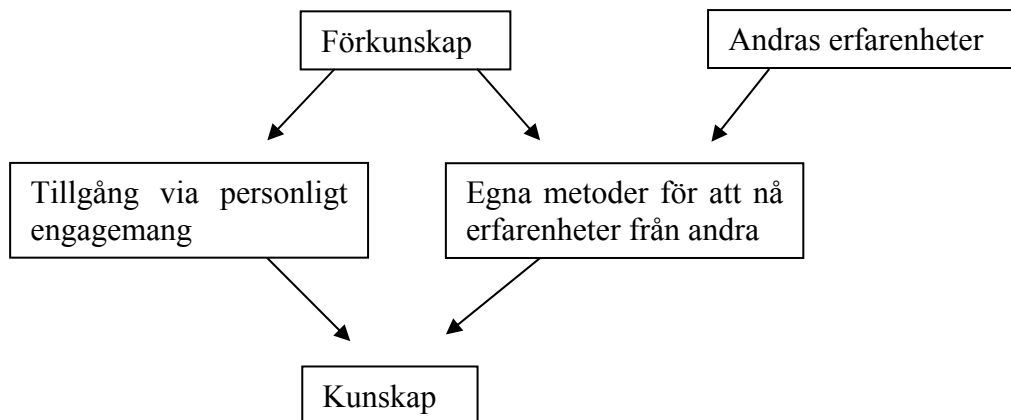 Förkunskap
Andras erfarenheter
Tillgång via personligt
engagemang
Egna metoder för att nå
erfarenheter från andra
Kunskap